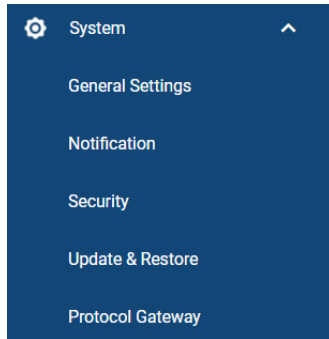 System
General Settings
Notification
Security
Update & Restore
Protocol Gateway